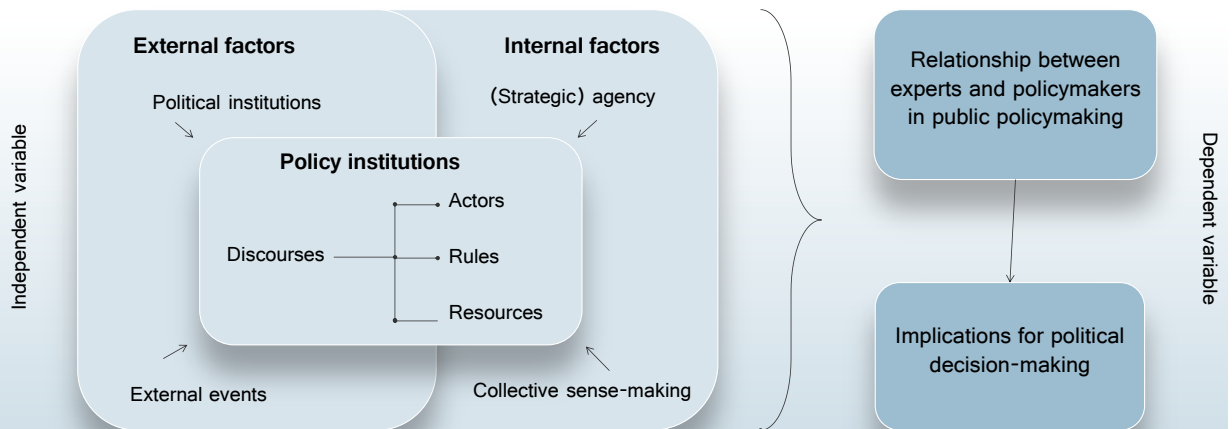 Independent variable
External factors
Political institutions
External events
Internal factors
(Strategic) agency
Collective sense-making
Policy institutions
Discourses
Actors
Rules
Resources
Relationship between
experts and policymakers
in public policymaking
Implications for political
decision-making
Dependent variable